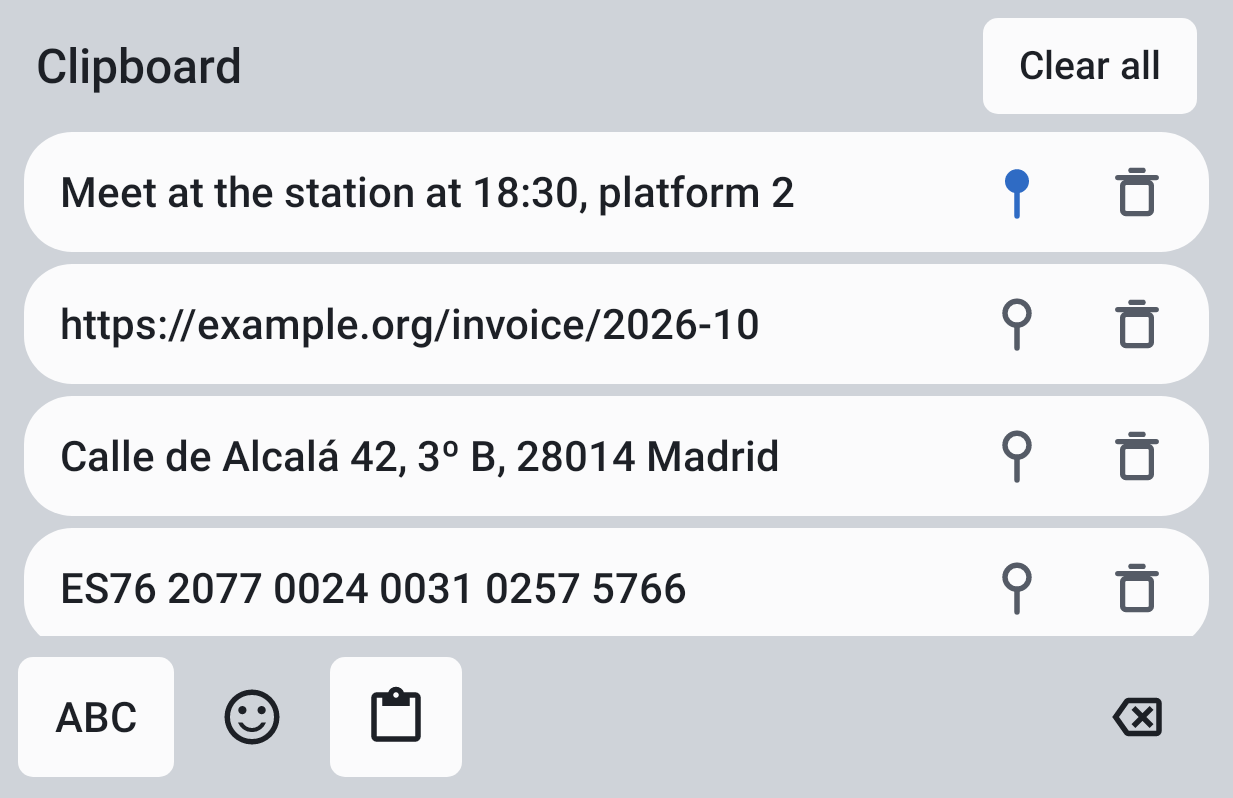 Clipboard
Clear all
Meet at the station at 18:30, platform 2
https://example.org/invoice/2026-10
Calle de Alcalá 42, 3º B, 28014 Madrid
ES76 2077 0024 0031 0257 5766
ABC